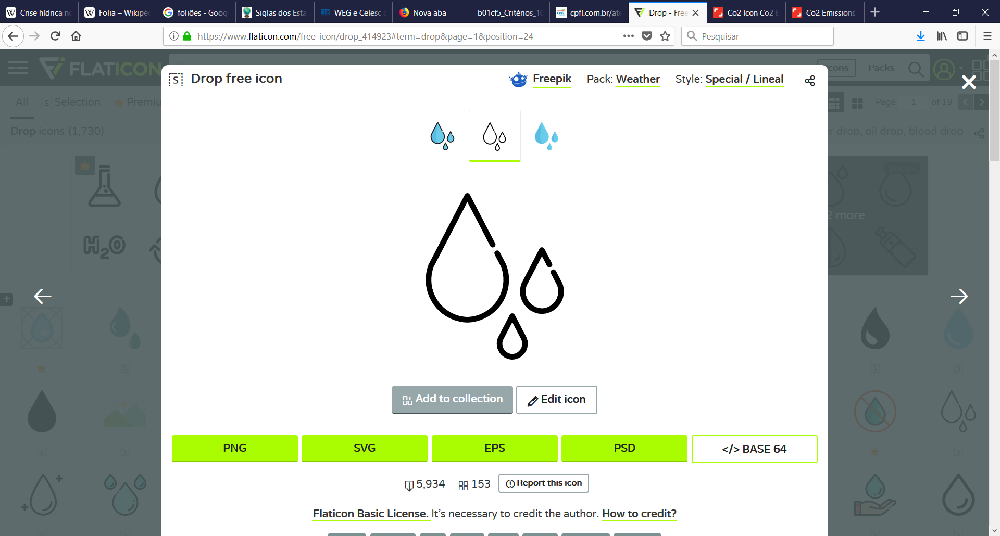 Crise hídrica no
Folia – Wikipéd
foliões - Goog
Siglas dos Esta
WEG e Celesc a
Nova aba
b01cf5_Critérios_10
cpfl.com.br/ate
Drop - Free
Co2 Icon Co2 E
Co2 Emissions
https://www.flaticon.com/free-icon/drop_414923#term=drop&page=1&position=24
Pesquisar
FLATICON
Icons
Packs
S Drop free icon
Freepik
Pack: Weather
Style: Special / Lineal
All
Selection
Premiu
Page 1 of 19
Drop icons (1,730)
r drop, oil drop, blood drop
2 more
H2O
Add to collection
Edit icon
PNG
SVG
EPS
PSD
</> BASE 64
5,934
153
Report this icon
Flaticon Basic License. It's necessary to credit the author. How to credit?